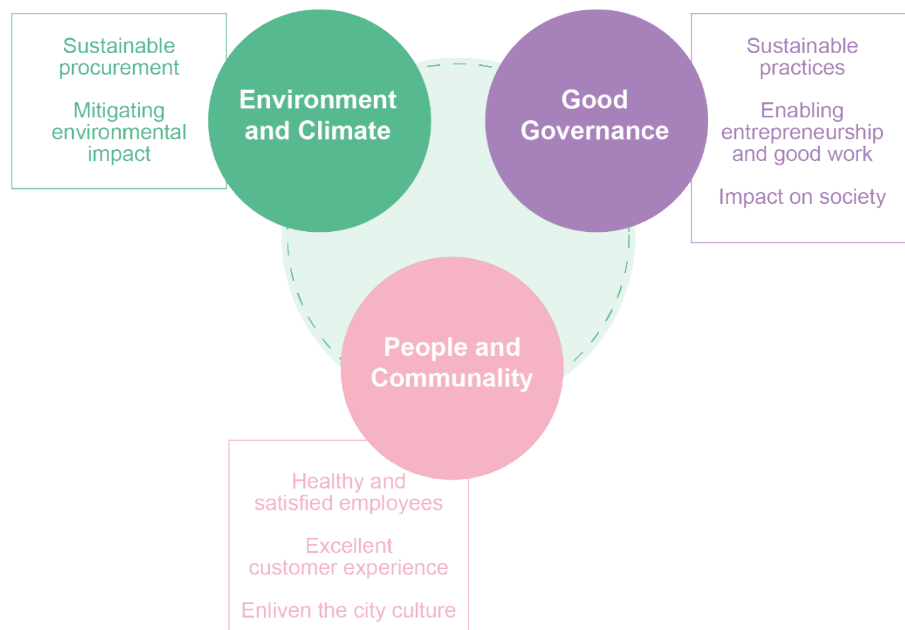 Sustainable
procurement
Mitigating
environmental
impact
Environment
and Climate
Good
Governance
Sustainable
practices
Enabling
entrepreneurship
and good work
Impact on society
People and
Communality
Healthy and
satisfied employees
Excellent
customer experience
Enliven the city culture